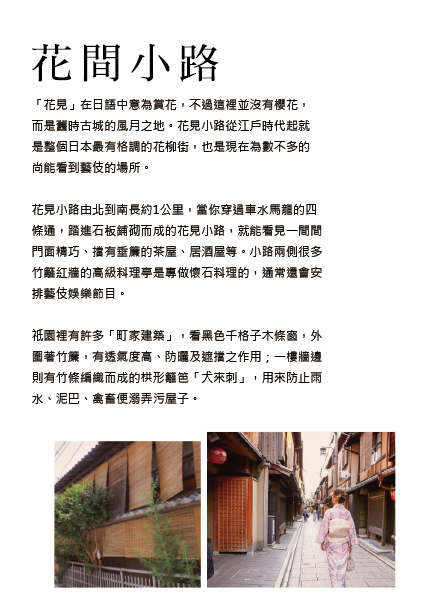 花間小路
「花見」在日語中意為賞花，不過這裡並沒有櫻花，
而是舊時古城的風月之地。花見小路從江戶時代起就
是整個日本最有格調的花柳街，也是現在為數不多的
尚能看到藝伎的場所。
花見小路由北到南長約1公里，當你穿過車水馬龍的四
條通，踏進石板鋪砌而成的花見小路，就能看見一間間
門面精巧、擋有垂簾的茶屋、居酒屋等。小路兩側很多
竹籬紅牆的高級料理亭是專做懷石料理的，通常還會安
排藝伎娛樂節目。
祇園裡有許多「町家建築」，看黑色千格子木條窗，外
圍著竹簾，有透氣度高、防曬及遮擋之作用；一樓牆邊
則有竹條編織而成的栱形籬笆「犬來刺」，用來防止雨
水、泥巴、禽畜便溺弄污屋子。